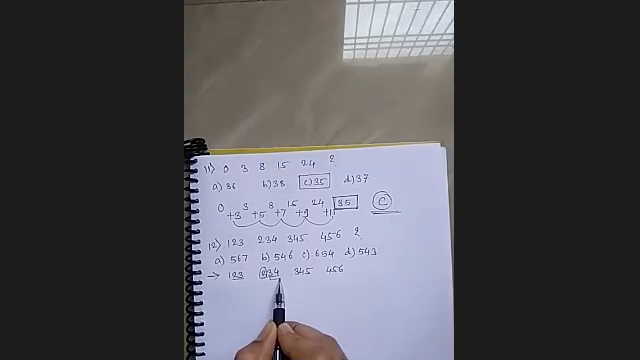 11) 0 3 8 15 24 ?
a) 36 b) 38 c) 35 d) 37
0 3 8 15 24 35 C
+3 +5 +7 +9 +11
12) 123 234 345 456 ?
a) 567 b) 546 c) 654 d) 543
→ 123 234 345 456